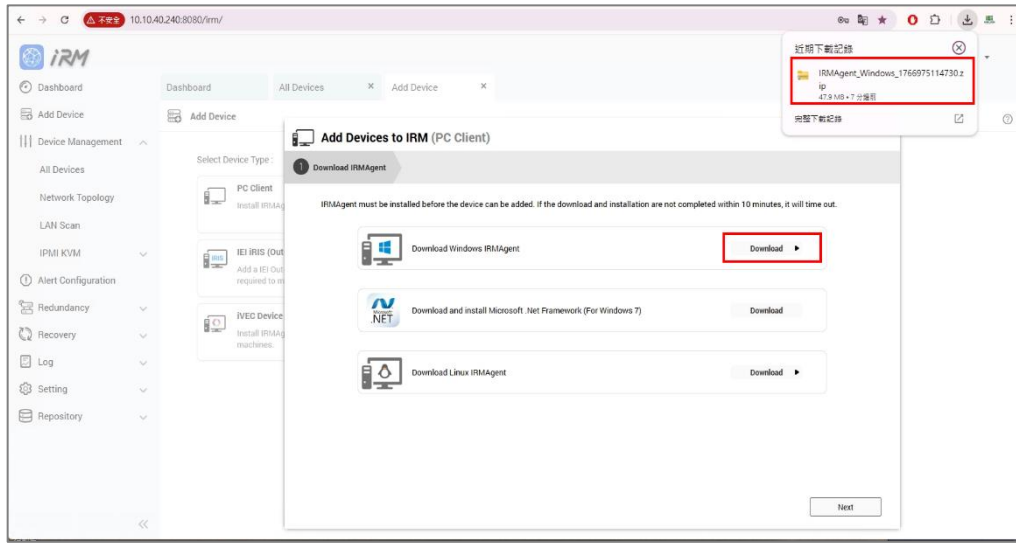 不安全 10.10.40.240:8080/irm/
iRM
近期下載記錄
IRMAgent_Windows_1766975114730.z
ip
47.9 MB • 7 分鐘前
完整下載記錄
Dashboard
Add Device
Device Management
All Devices
Network Topology
LAN Scan
IPMI KVM
Alert Configuration
Redundancy
Recovery
Log
Setting
Repository
Dashboard
All Devices
Add Device
Add Device
Select Device Type :
PC Client
Install IRMAg
IEI iRIS (Out
Add a IEI Out
required to m
iVEC Device
Install IRMAg
machines.
Add Devices to IRM (PC Client)
1 Download IRMAgent
IRMAgent must be installed before the device can be added. If the download and installation are not completed within 10 minutes, it will time out.
Download Windows IRMAgent
Download
Microsoft
.NET
Download and install Microsoft .Net Framework (For Windows 7)
Download
Download Linux IRMAgent
Download
Next